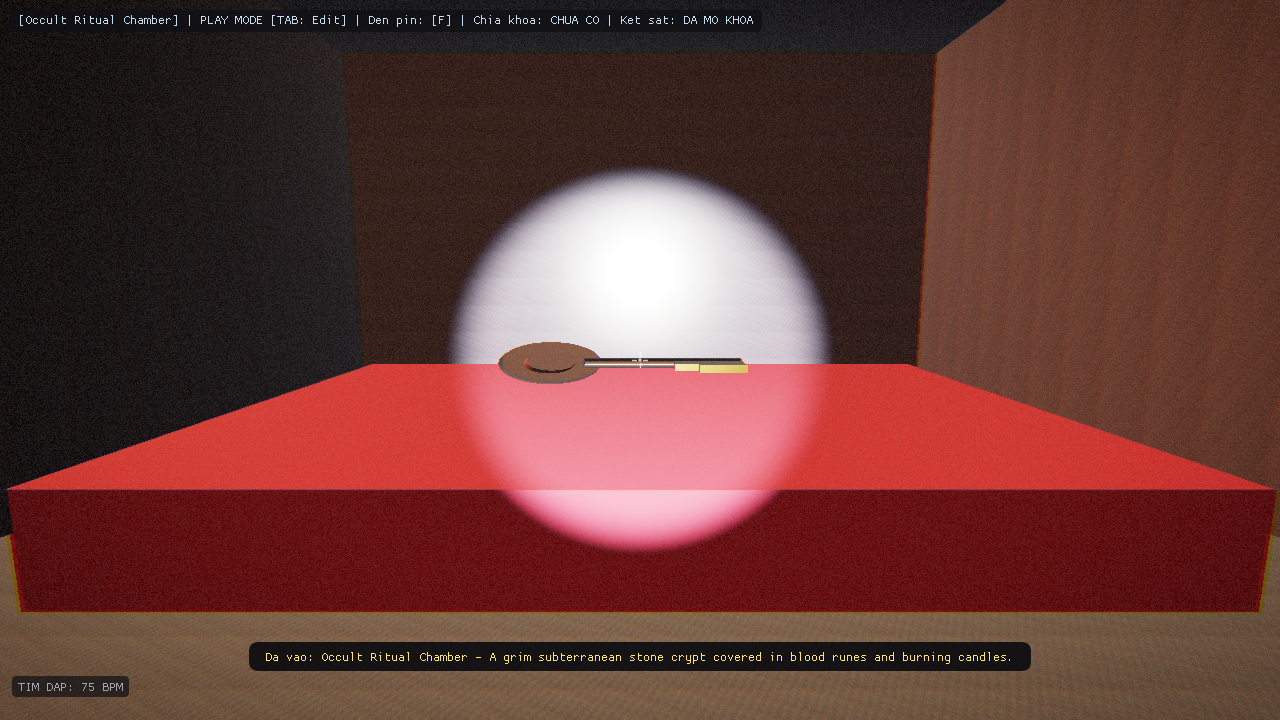 [Occult Ritual Chamber] | PLAY MODE [TAB: Edit] | Den pin: [F] | Chia khoa: CHUA CO | Ket sat: DA MO KHOA
Da vao: Occult Ritual Chamber - A grim subterranean stone crypt covered in blood runes and burning candles.
TIM DAP: 75 BPM